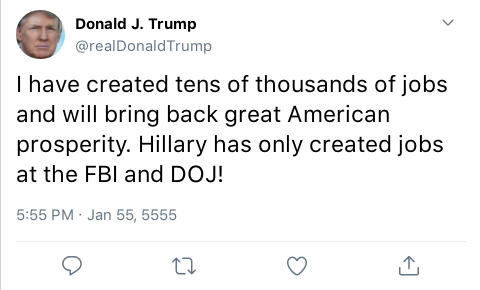 Donald J. Trump
@realDonaldTrump
I have created tens of thousands of jobs
and will bring back great American
prosperity. Hillary has only created jobs
at the FBI and DOJ!
5:55 PM · Jan 55, 5555